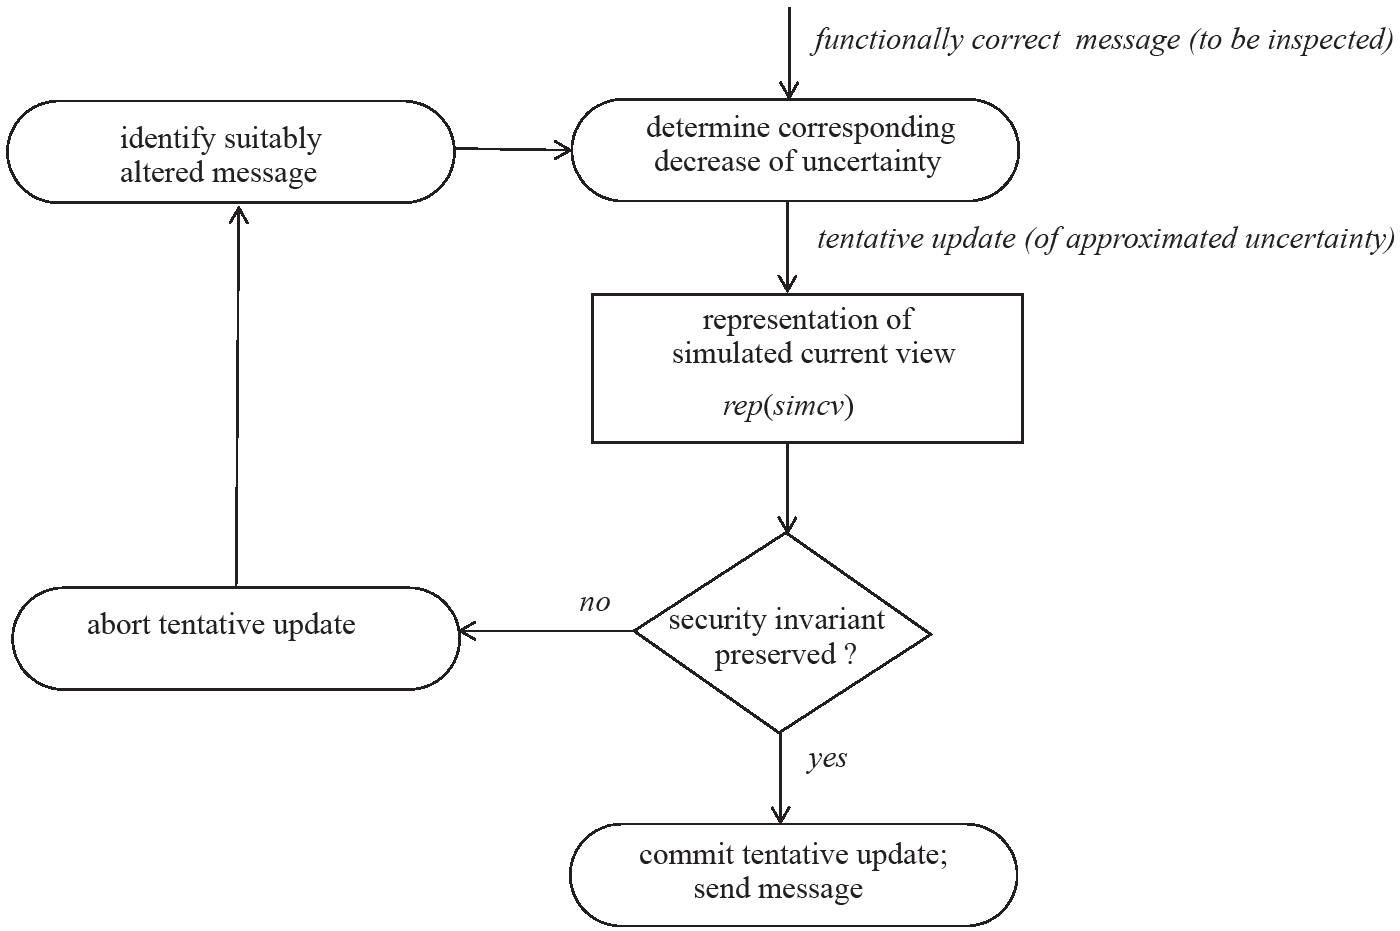 functionally correct message (to be inspected)
identify suitably
altered message
determine corresponding
decrease of uncertainty
tentative update (of approximated uncertainty)
representation of
simulated current view
rep(simcv)
no
security invariant
preserved ?
abort tentative update
yes
commit tentative update;
send message